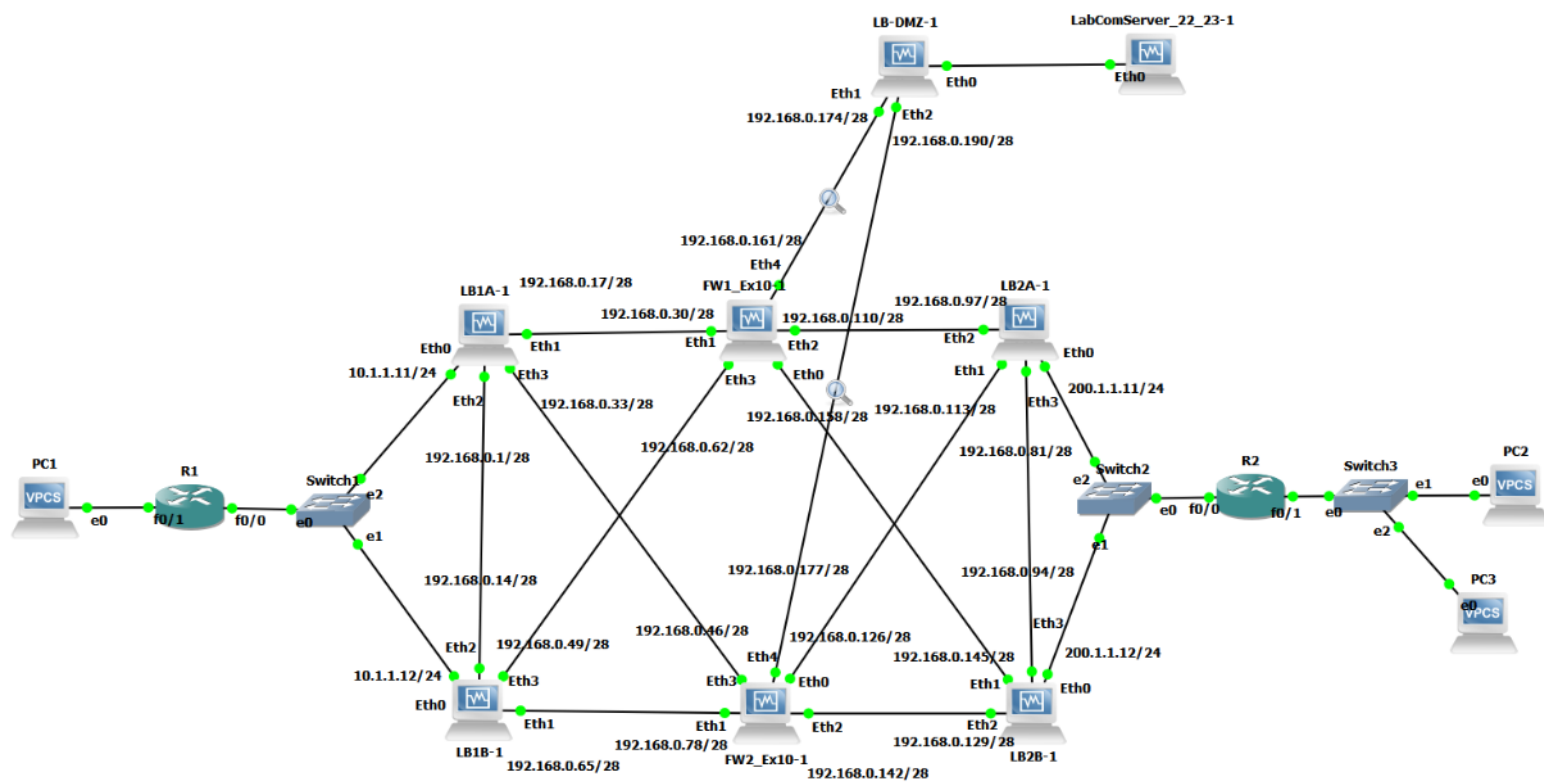 LB-DMZ-1
LabComServer_22_23-1
Eth0
Eth0
Eth1
Eth2
192.168.0.174/28
192.168.0.190/28
192.168.0.161/28
Eth4
192.168.0.17/28
FW1_Ex10-1
LB1A-1
LB2A-1
192.168.0.97/28
192.168.0.30/28
192.168.0.110/28
Eth1
Eth1
Eth2
Eth2
Eth0
Eth0
10.1.1.11/24
Eth3
Eth3
Eth0
Eth1
Eth2
Eth3
200.1.1.11/24
192.168.0.33/28
192.168.0.158/28
192.168.0.113/28
192.168.0.62/28
192.168.0.1/28
192.168.0.81/28
PC1
VPCS
e0
R1
f0/1
f0/0
Switch1
e0
e2
e1
Switch2
e2
e0
e1
R2
f0/0
f0/1
Switch3
e0
e1
e2
PC2
e0
VPCS
PC3
e0
VPCS
192.168.0.14/28
192.168.0.177/28
192.168.0.94/28
192.168.0.49/28
192.168.0.46/28
192.168.0.126/28
192.168.0.145/28
200.1.1.12/24
Eth2
Eth4
Eth3
10.1.1.12/24
Eth3
Eth3
Eth0
Eth1
Eth0
Eth0
Eth1
Eth1
Eth2
Eth2
LB1B-1
192.168.0.65/28
192.168.0.78/28
FW2_Ex10-1
192.168.0.142/28
192.168.0.129/28
LB2B-1